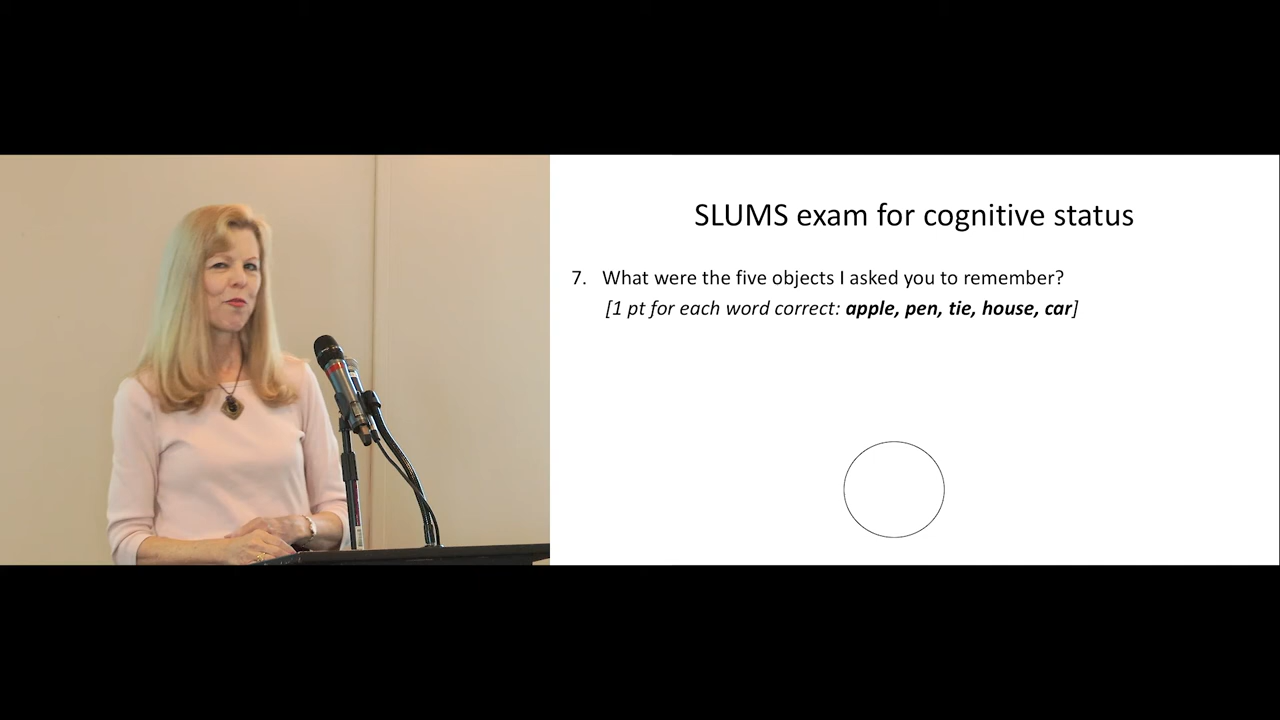 SLUMS exam for cognitive status
7. What were the five objects I asked you to remember?
[1 pt for each word correct: apple, pen, tie, house, car]